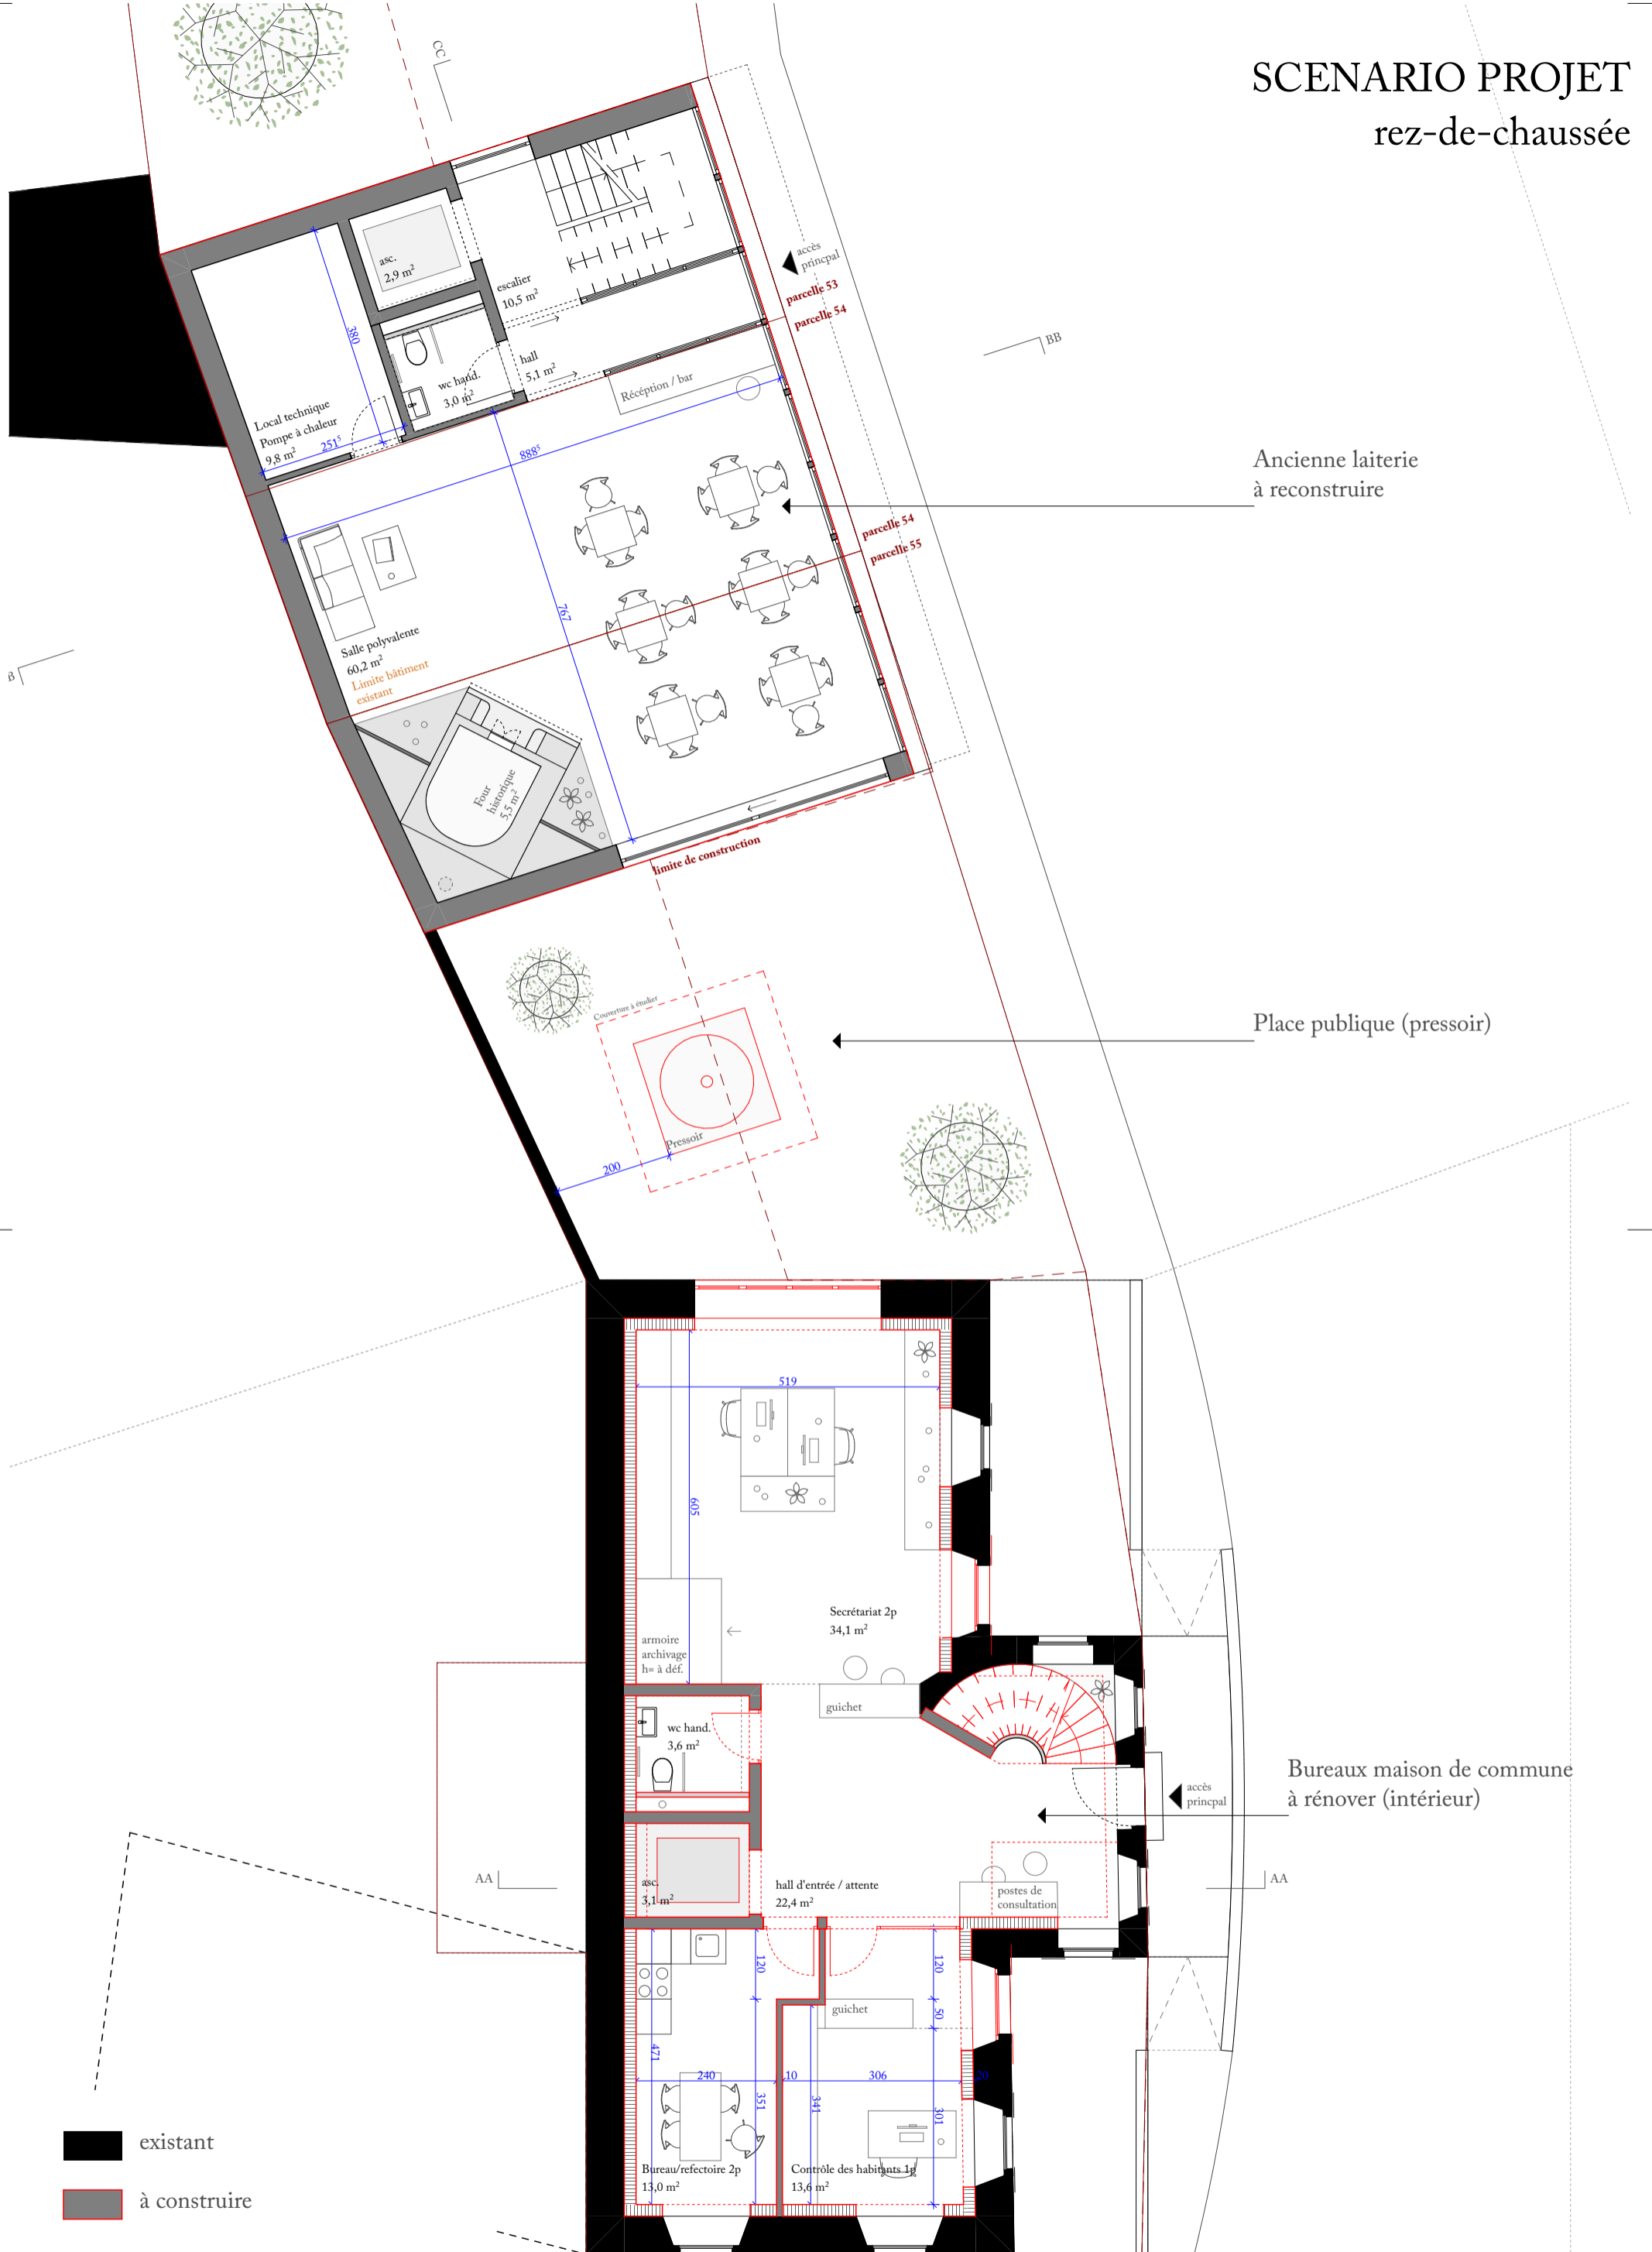 SCENARIO PROJET
rez-de-chaussée
CC
asc.
2,9 m²
escalier
10,5 m²
accès
princpal
parcelle 53
parcelle 54
BB
380
hall
5,1 m²
wc hand.
3,0 m²
Récéption / bar
Local technique
Pompe à chaleur
9,8 m²
251⁵
888⁵
Ancienne laiterie
à reconstruire
parcelle 54
parcelle 55
767
Salle polyvalente
60,2 m²
Limite bâtiment
existant
B
Four
historique
5,5 m²
limite de construction
Couverture à étudier
Place publique (pressoir)
Pressoir
200
519
605
Secrétariat 2p
34,1 m²
armoire
archivage
h= à déf.
guichet
wc hand.
3,6 m²
Bureaux maison de commune
à rénover (intérieur)
accès
princpal
AA
AA
asc.
3,1 m²
hall d'entrée / attente
22,4 m²
postes de
consultation
120
120
guichet
50
471
240
10
306
20
351
341
301
existant
Bureau/refectoire 2p
13,0 m²
Contrôle des habitants 1p
13,6 m²
à construire